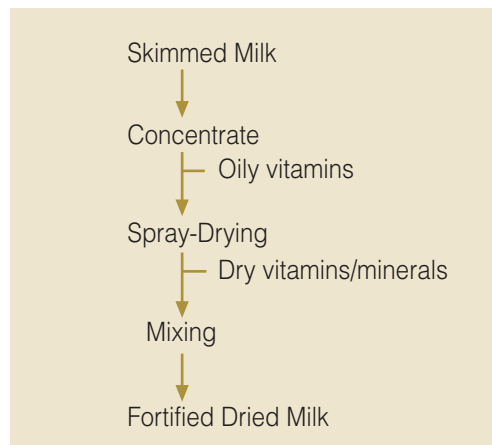 Skimmed Milk
Concentrate
Oily vitamins
Spray-Drying
Dry vitamins/minerals
Mixing
Fortified Dried Milk